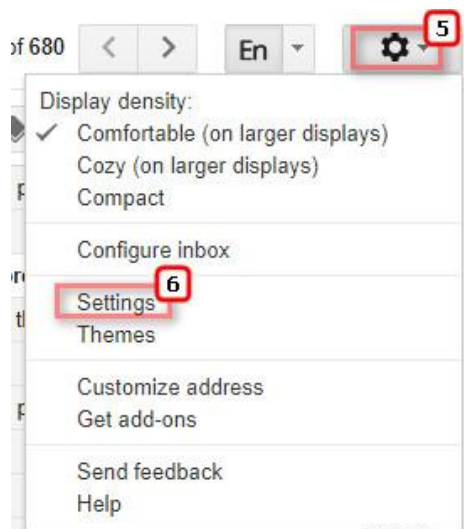 of 680 En 5
Display density:
✓ Comfortable (on larger displays)
Cozy (on larger displays)
Compact
Configure inbox
6
Settings
Themes
Customize address
Get add-ons
Send feedback
Help